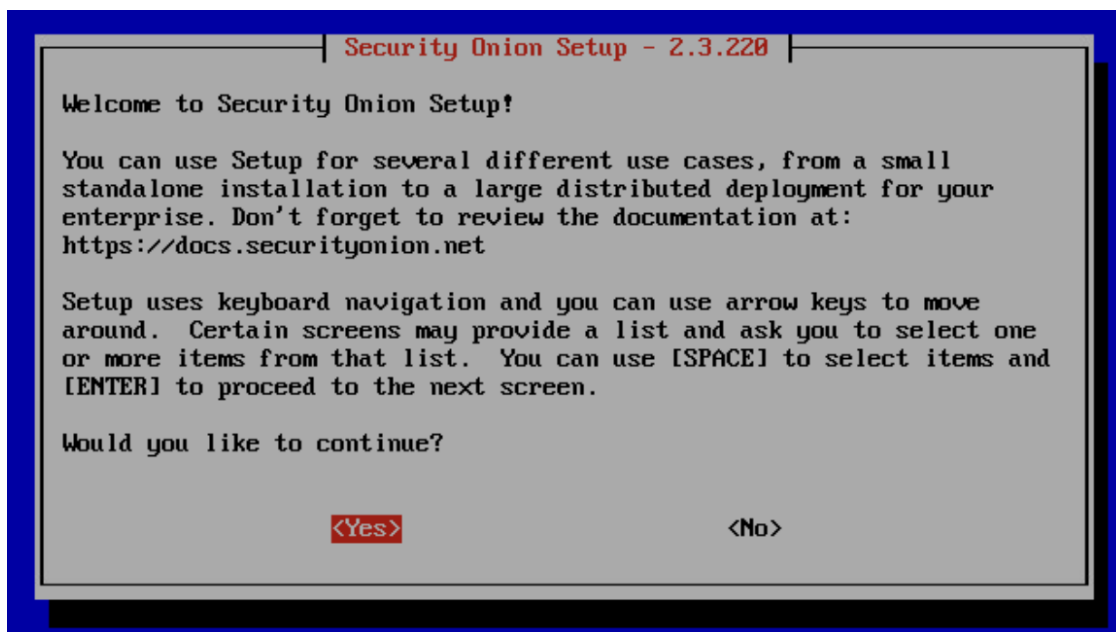 Security Onion Setup - 2.3.220
Welcome to Security Onion Setup!
You can use Setup for several different use cases, from a small
standalone installation to a large distributed deployment for your
enterprise. Don't forget to review the documentation at:
https://docs.securityonion.net
Setup uses keyboard navigation and you can use arrow keys to move
around.  Certain screens may provide a list and ask you to select one
or more items from that list.  You can use [SPACE] to select items and
[ENTER] to proceed to the next screen.
Would you like to continue?
<Yes> <No>